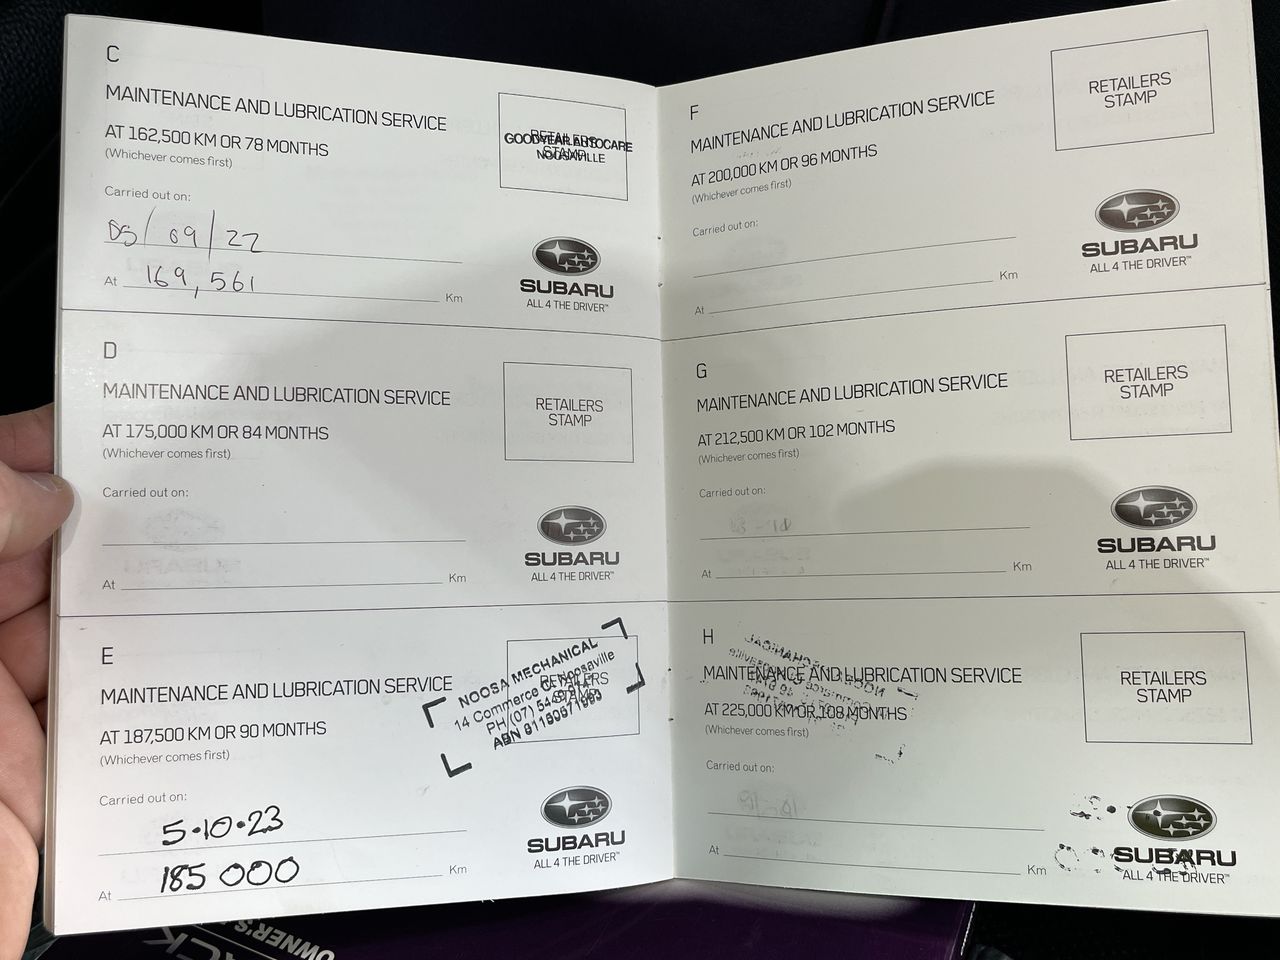 C
MAINTENANCE AND LUBRICATION SERVICE
AT 162,500 KM OR 78 MONTHS
(Whichever comes first)
RETAILERS
STAMP
GOODYEAR AUTOCARE
NOOSAVILLE
Carried out on:
05/09/22
At 169,561 Km
SUBARU
ALL 4 THE DRIVER™
D
MAINTENANCE AND LUBRICATION SERVICE
AT 175,000 KM OR 84 MONTHS
(Whichever comes first)
RETAILERS
STAMP
Carried out on:
At Km
SUBARU
ALL 4 THE DRIVER™
E
MAINTENANCE AND LUBRICATION SERVICE
AT 187,500 KM OR 90 MONTHS
(Whichever comes first)
RETAILERS
STAMP
NOOSA MECHANICAL
14 Commerce Ct Noosaville
PH (07)
ABN
Carried out on:
5·10·23
At 185 000 Km
SUBARU
ALL 4 THE DRIVER™
F
MAINTENANCE AND LUBRICATION SERVICE
AT 200,000 KM OR 96 MONTHS
(Whichever comes first)
RETAILERS
STAMP
Carried out on:
At Km
SUBARU
ALL 4 THE DRIVER™
G
MAINTENANCE AND LUBRICATION SERVICE
AT 212,500 KM OR 102 MONTHS
(Whichever comes first)
RETAILERS
STAMP
Carried out on:
At Km
SUBARU
ALL 4 THE DRIVER™
H
MAINTENANCE AND LUBRICATION SERVICE
AT 225,000 KM OR 108 MONTHS
(Whichever comes first)
RETAILERS
STAMP
Carried out on:
At Km
SUBARU
ALL 4 THE DRIVER™
OWNER'S